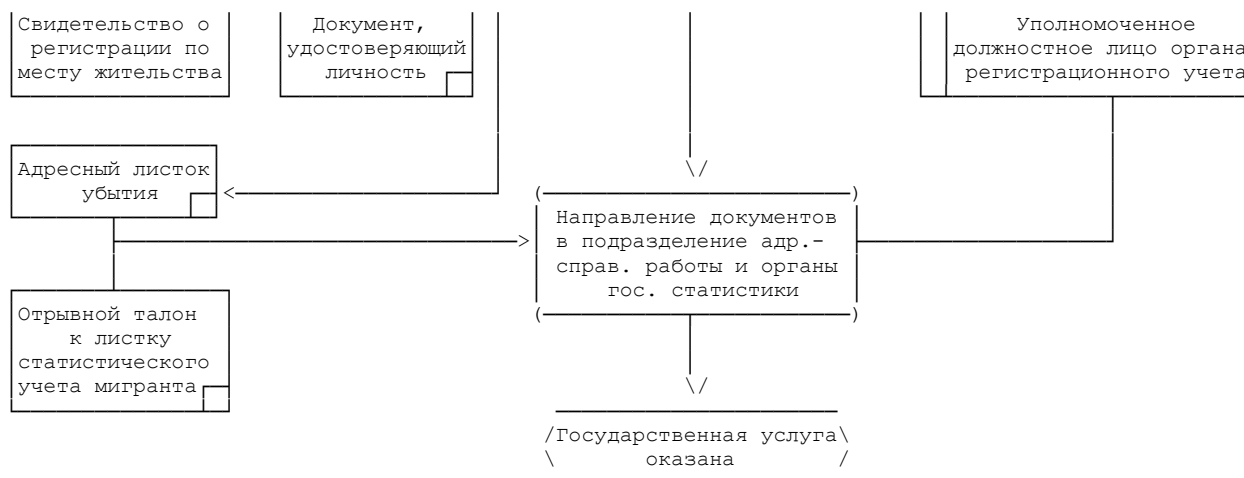 Свидетельство о
регистрации по
месту жительства
Документ,
удостоверяющий
личность
Уполномоченное
должностное лицо органа
регистрационного учета
Адресный листок
убытия
Направление документов
в подразделение адр.-
справ. работы и органы
гос. статистики
Отрывной талон
к листку
статистического
учета мигранта
Государственная услуга
оказана